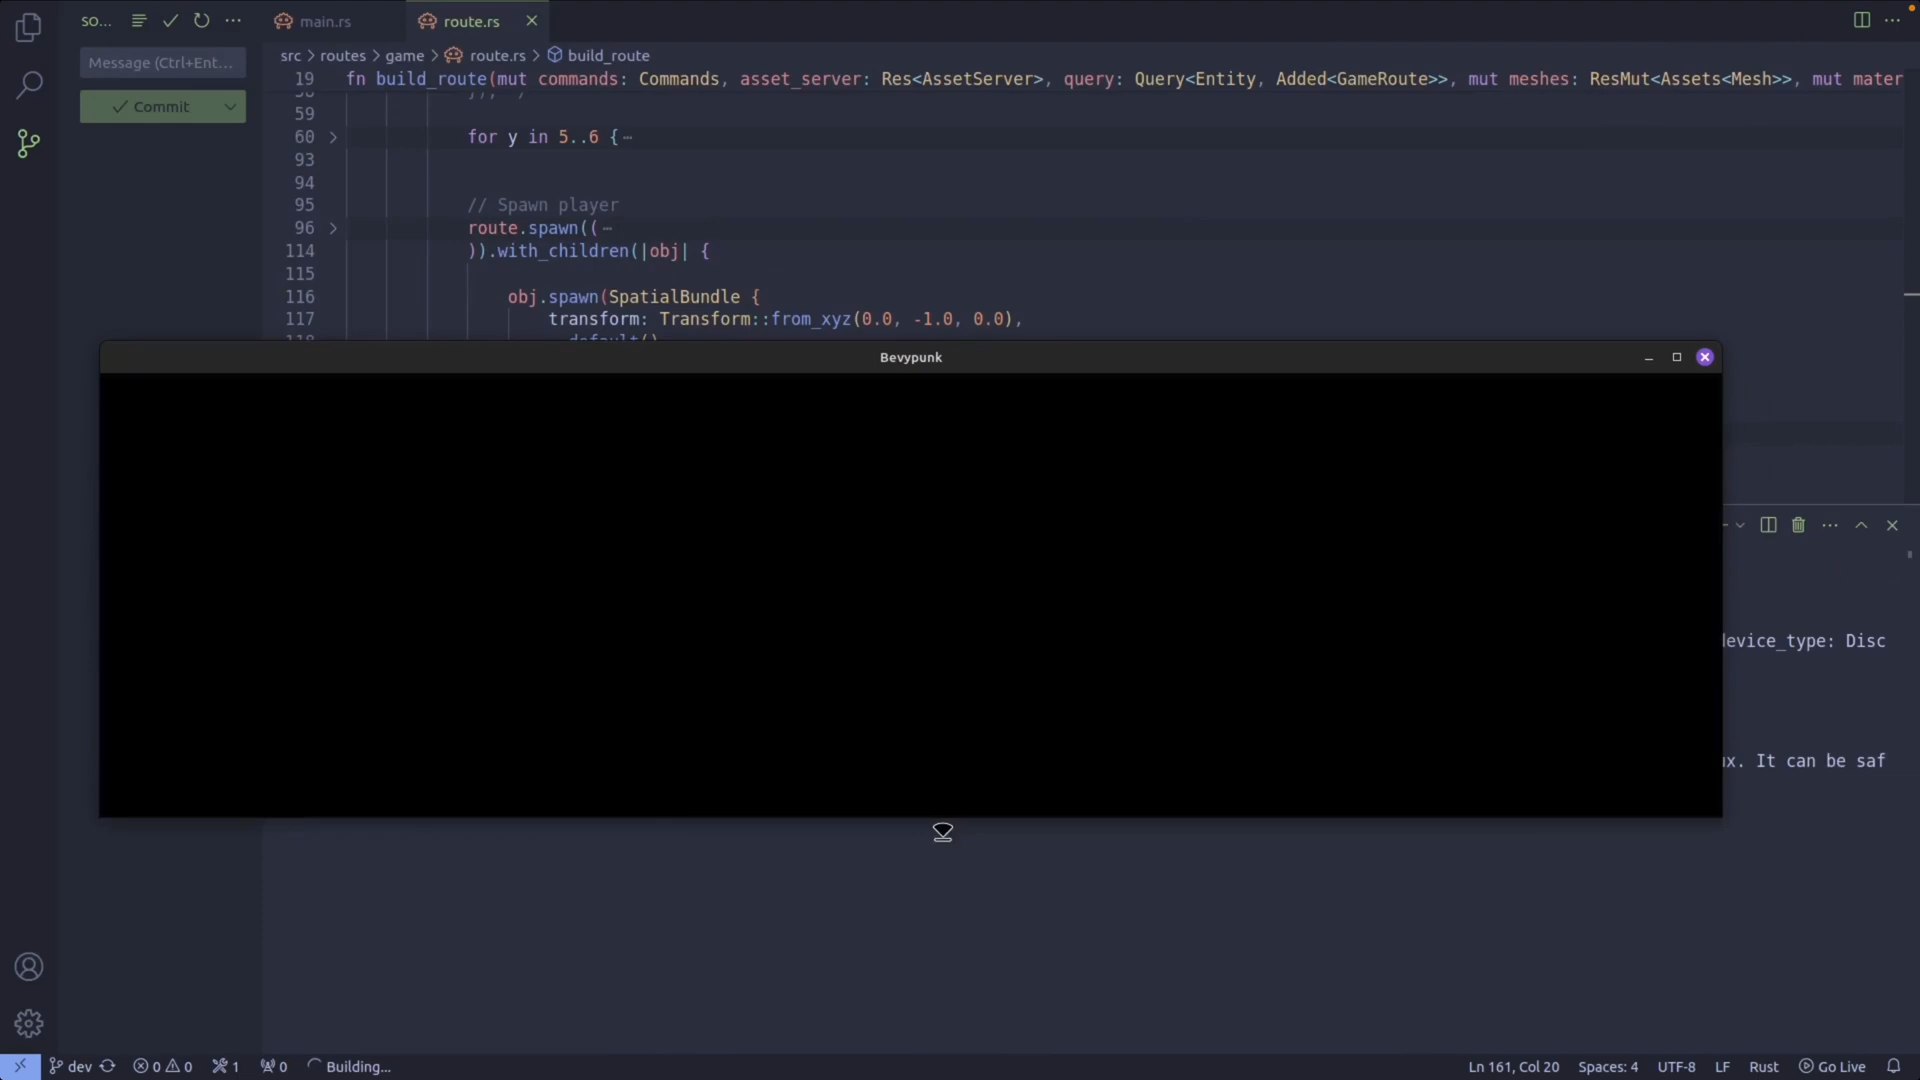 SO...
main.rs
route.rs
Message (Ctrl+Ent...
Commit
src > routes > game > route.rs > build_route
19 fn build_route(mut commands: Commands, asset_server: Res<AssetServer>, query: Query<Entity, Added<GameRoute>>, mut meshes: ResMut<Assets<Mesh>>, mut mater
59
60 for y in 5..6 {⋯
93
94
95 // Spawn player
96 route.spawn((⋯
114 )).with_children(|obj| {
115
116 obj.spawn(SpatialBundle {
117 transform: Transform::from_xyz(0.0, -1.0, 0.0),
Bevypunk
device_type: Disc
ux. It can be saf
dev 0 0 1 0 Building... Ln 161, Col 20 Spaces: 4 UTF-8 LF Rust Go Live